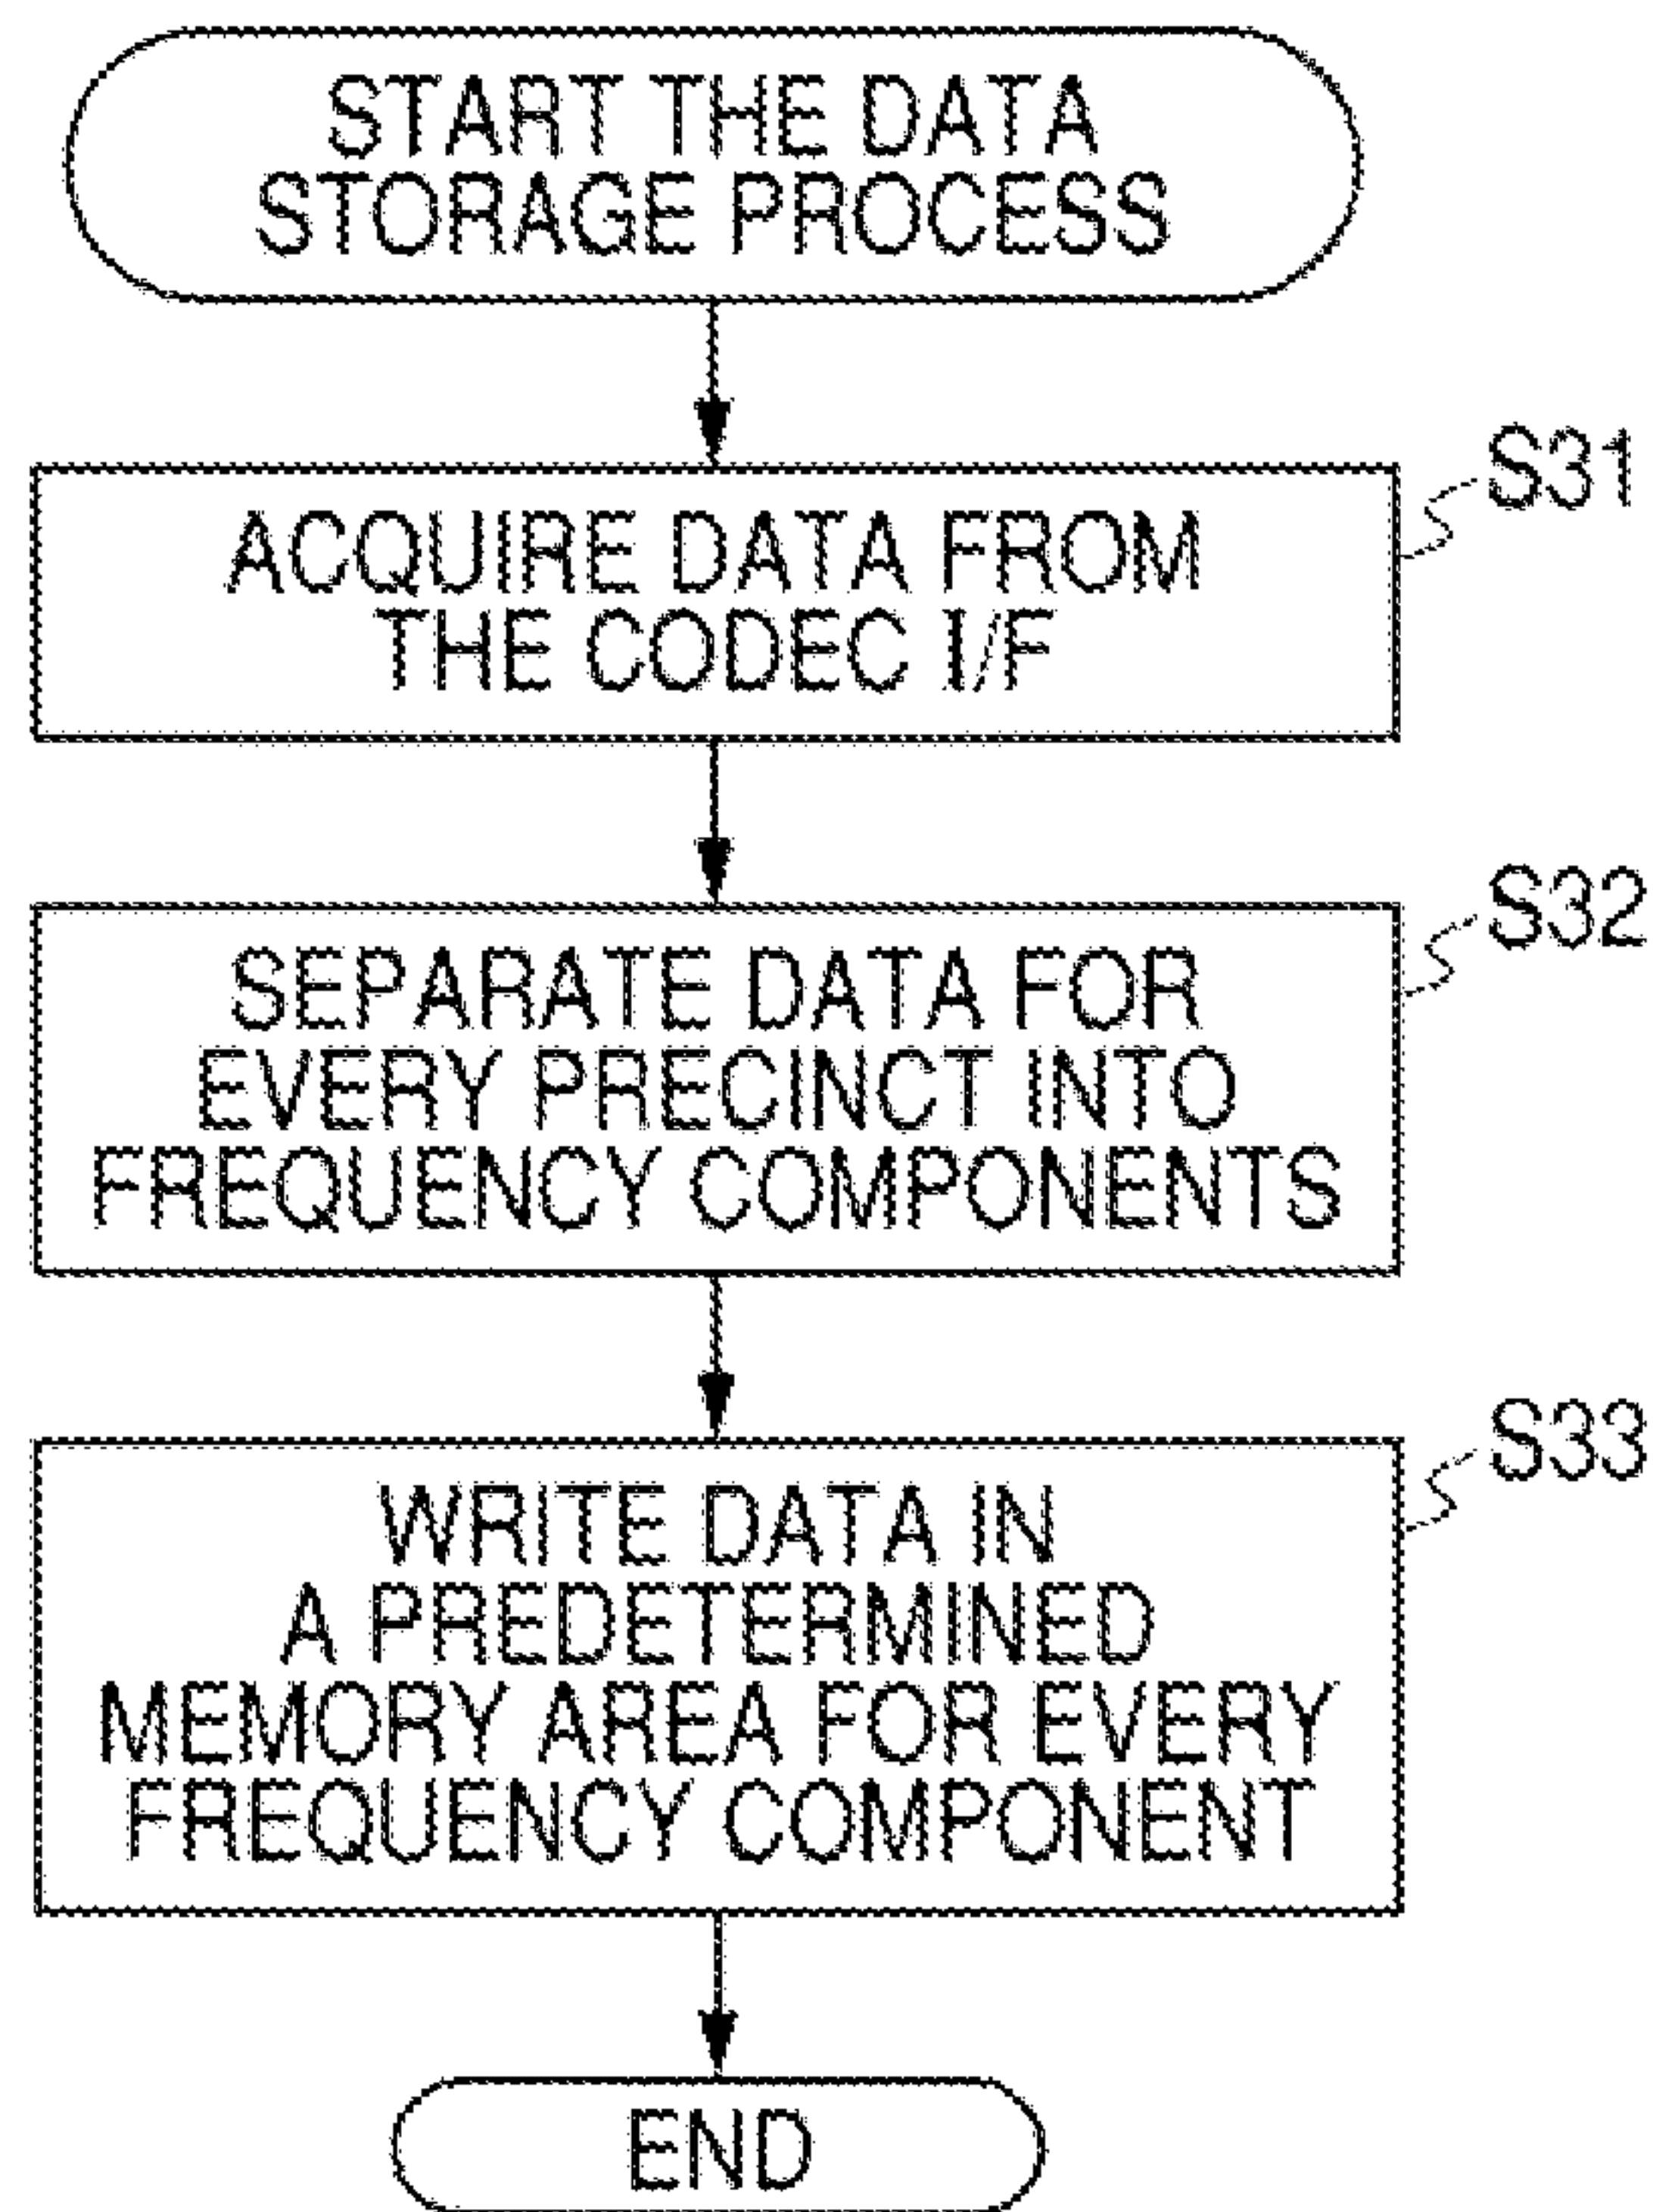 START THE DATA
STORAGE PROCESS
S31
ACQUIRE DATA FROM
THE CODEC I/F
S32
SEPARATE DATA FOR
EVERY PRECINCT INTO
FREQUENCY COMPONENTS
S33
WRITE DATA IN
A PREDETERMINED
MEMORY AREA FOR EVERY
FREQUENCY COMPONENT
END